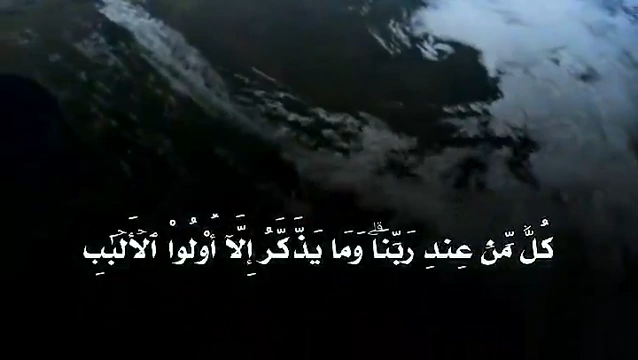 كُلٌّ مِّنْ عِندِ رَبِّنَاۗ وَمَا يَذَّكَّرُ إِلَّآ أُوْلُواْ ٱلْأَلْبَٰبِ